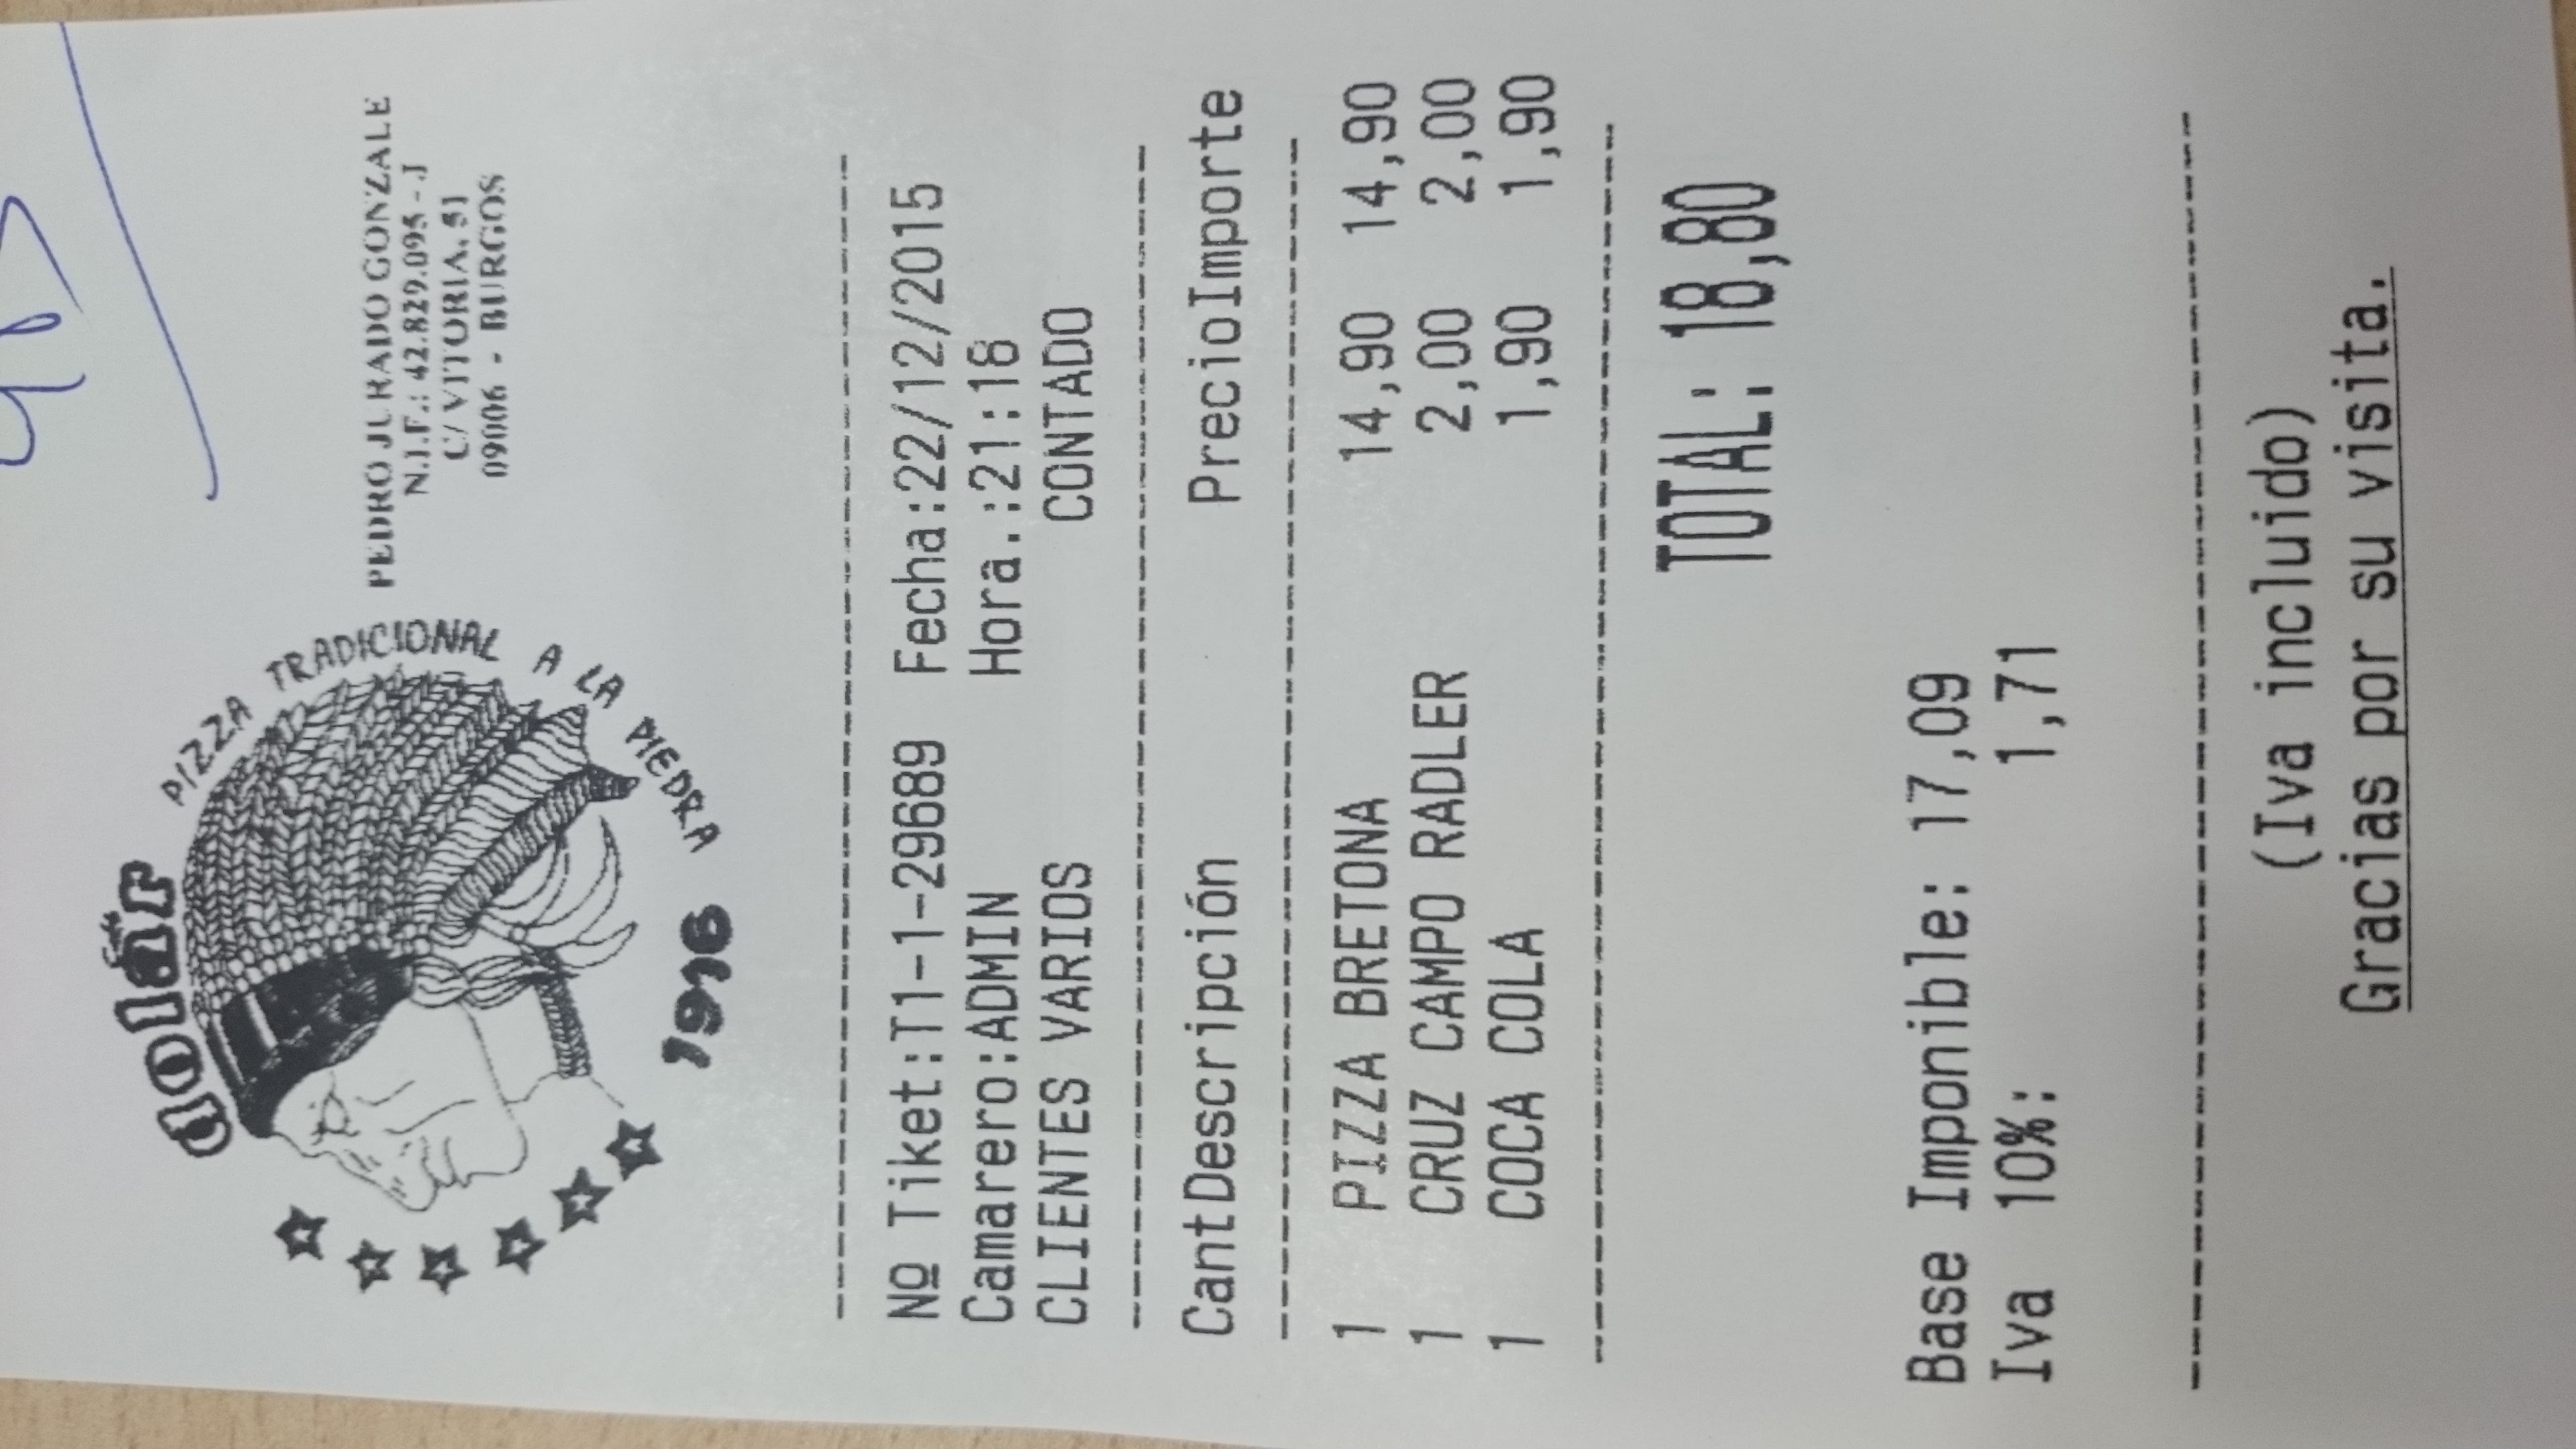 Café
dolar
PIZZA TRADICIONAL A LA PIEDRA
1916
PEDRO JURADO GONZALE
N.I.F.: 42.829.095 - J
C/ VITORIA, 51
09006 - BURGOS
Nº Tiket:T1-1-29689 Fecha:22/12/2015
Camarero:ADMIN Hora.:21:18
CLIENTES VARIOS CONTADO
Cant Descripción Precio Importe
1 PIZZA BRETONA 14,90 14,90
1 CRUZ CAMPO RADLER 2,00 2,00
1 COCA COLA 1,90 1,90
TOTAL: 18,80
Base Imponible: 17,09
Iva 10%: 1,71
(Iva incluido)
Gracias por su visita.